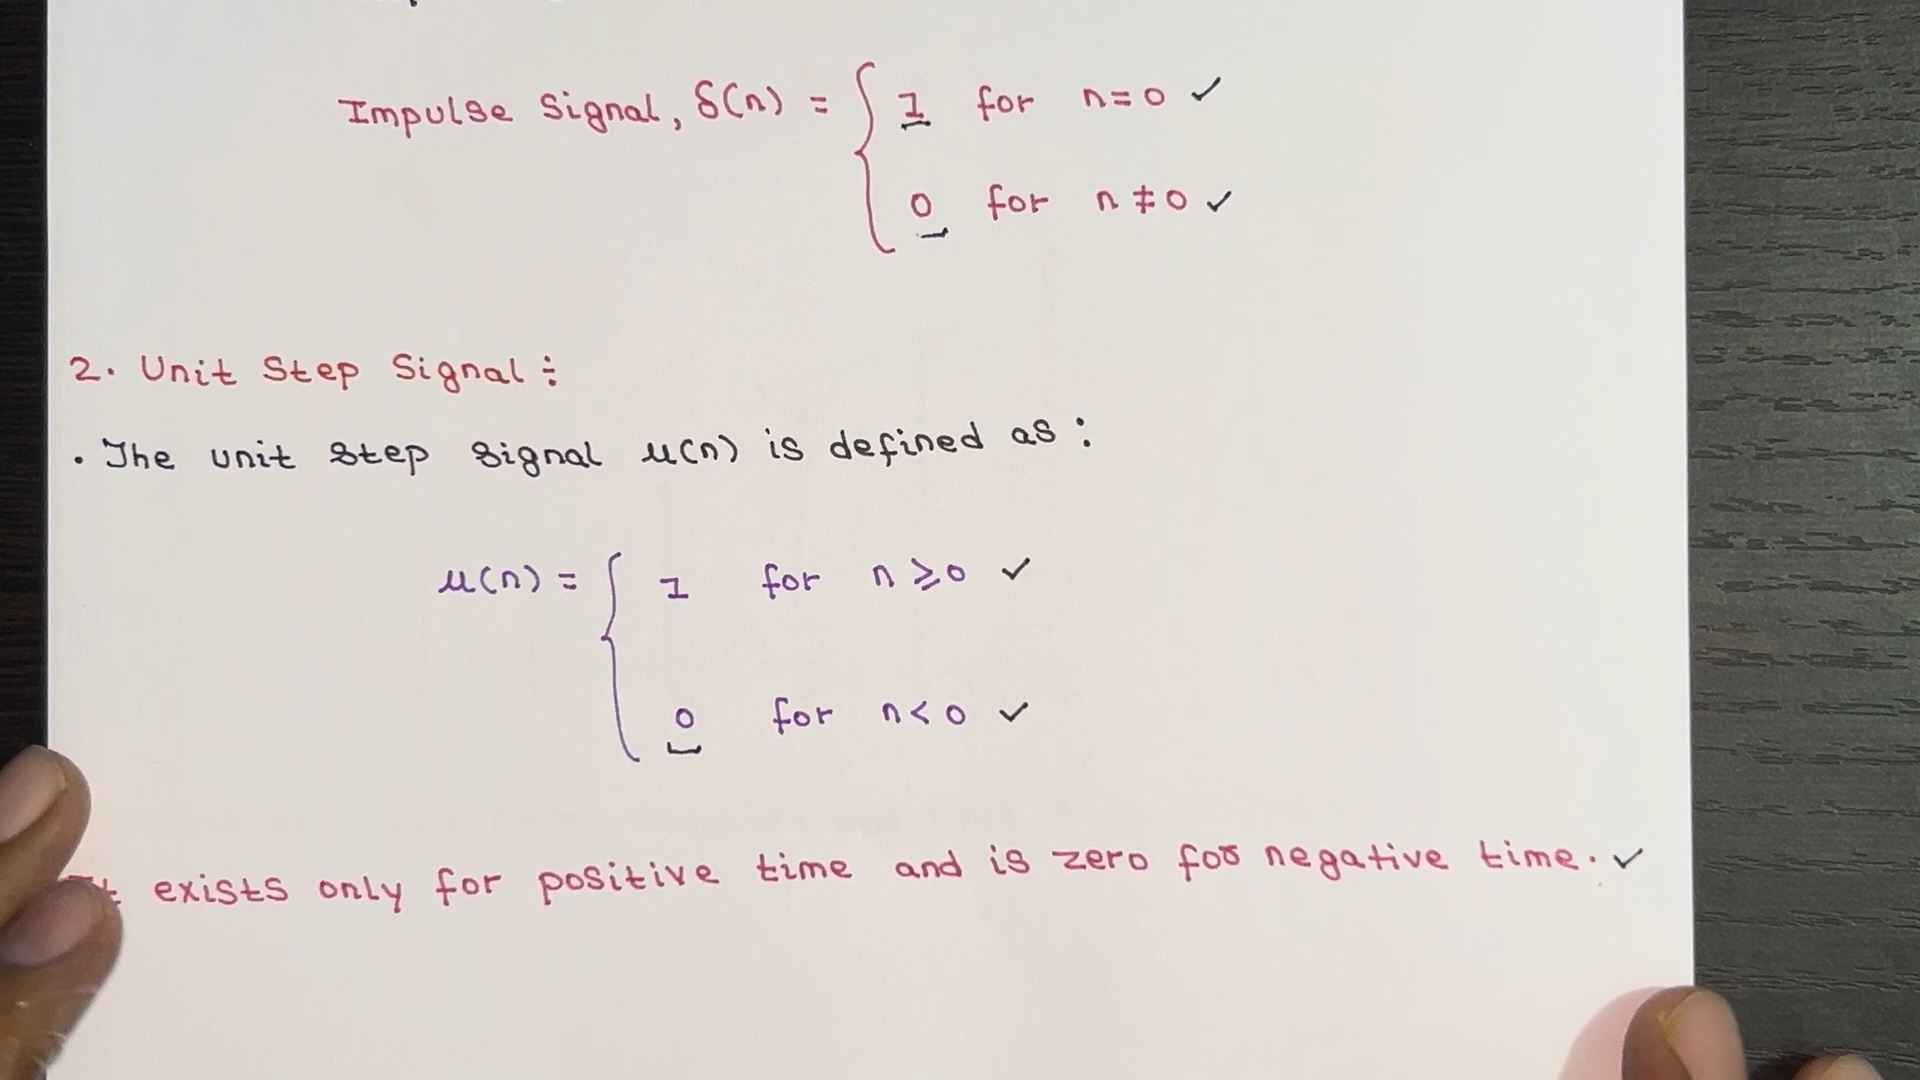 Impulse Signal, δ(n) = { 1 for n=0 ✓
0 for n≠0 ✓
2. Unit Step Signal ÷
• The unit step signal u(n) is defined as :
u(n) = { 1 for n≥0 ✓
0 for n<0 ✓
It exists only for positive time and is zero for negative time. ✓